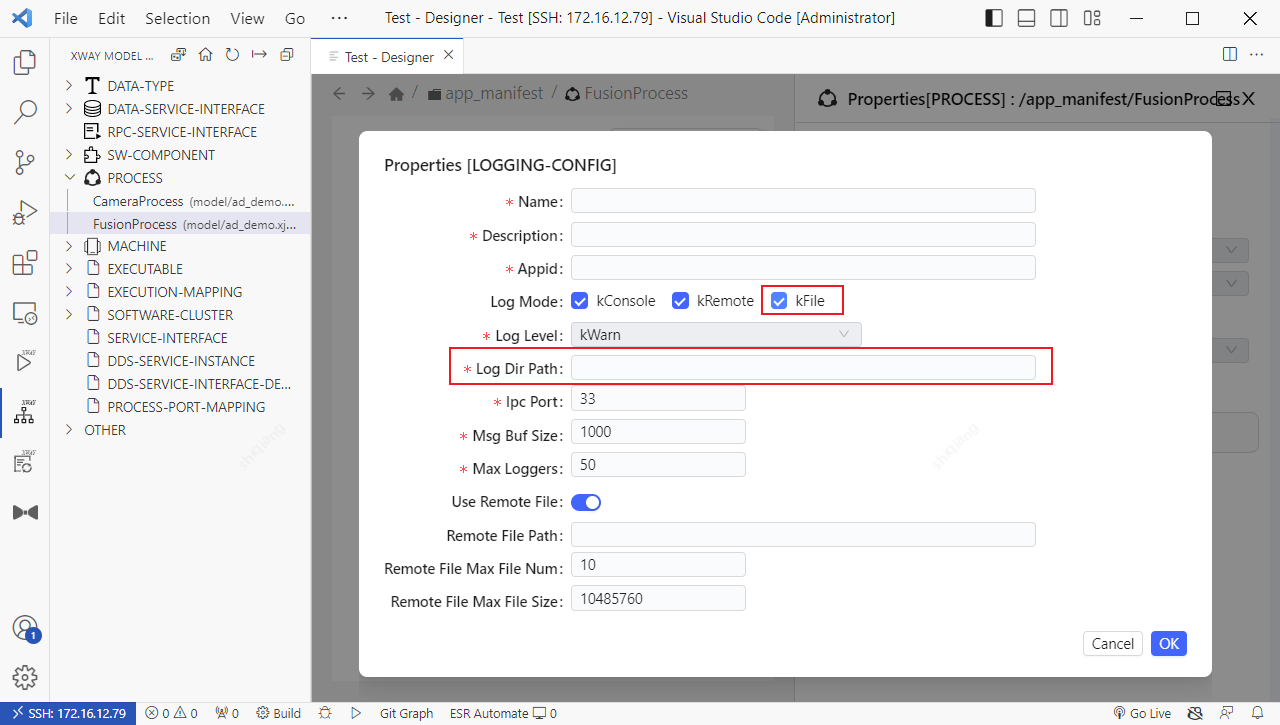 File Edit Selection View Go ··· Test - Designer - Test [SSH: 172.16.12.79] - Visual Studio Code [Administrator]
XWAY MODEL ...
Test - Designer
DATA-TYPE
DATA-SERVICE-INTERFACE
RPC-SERVICE-INTERFACE
SW-COMPONENT
PROCESS
CameraProcess (model/ad_demo....
FusionProcess (model/ad_demo.xj...
MACHINE
EXECUTABLE
EXECUTION-MAPPING
SOFTWARE-CLUSTER
SERVICE-INTERFACE
DDS-SERVICE-INSTANCE
DDS-SERVICE-INTERFACE-DE...
PROCESS-PORT-MAPPING
OTHER
XWAY
XWAY
XWAY
1
/ app_manifest / FusionProcess
Properties[PROCESS] : /app_manifest/FusionProcess
Properties [LOGGING-CONFIG]
* Name:
* Description:
* Appid:
Log Mode: kConsole kRemote kFile
* Log Level: kWarn
* Log Dir Path:
* Ipc Port: 33
* Msg Buf Size: 1000
* Max Loggers: 50
Use Remote File:
Remote File Path:
Remote File Max File Num: 10
Remote File Max File Size: 10485760
Cancel OK
SSH: 172.16.12.79 0 0 0 Build Git Graph ESR Automate 0 Go Live